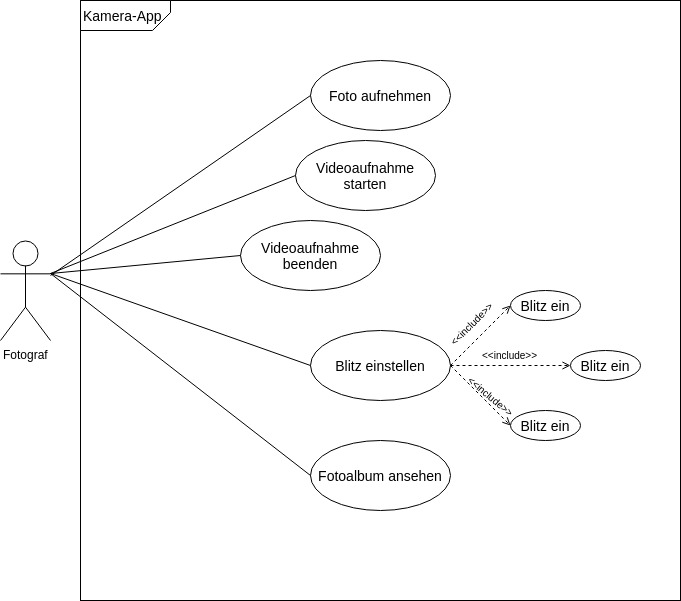 Kamera-App
Foto aufnehmen
Videoaufnahme
starten
Videoaufnahme
beenden
Fotograf
Blitz einstellen
<<include>>
Blitz ein
<<include>>
Blitz ein
<<include>>
Blitz ein
Fotoalbum ansehen